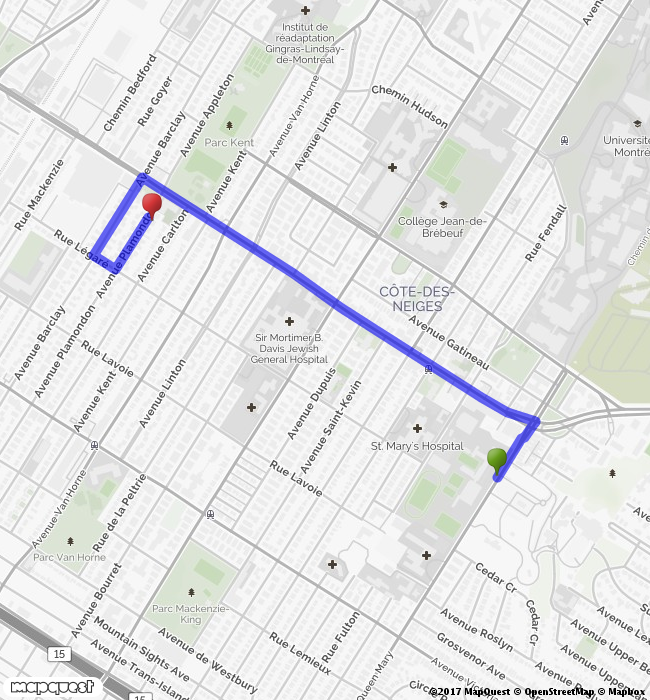 Institut de
réadaptation
Gingras-Lindsay-
de-Montréal
Chemin Bedford
Rue Goyer
Avenue Barclay
Avenue Appleton
Avenue Van Horne
Avenue Linton
Chemin Hudson
Parc Kent
Avenue Kent
Université
Montré
Rue Mackenzie
Collège Jean-de-
Brébeuf
Rue Fendall
Chemin d
Rue Légaré
Avenue Plamondo
Avenue Carlton
CÔTE-DES-
NEIGES
Avenue Gatineau
Avenue Barclay
Avenue Plamondon
Rue Lavoie
Sir Mortimer B.
Davis Jewish
General Hospital
Avenue Kent
Avenue Linton
Avenue Dupuis
Avenue Saint-Kevin
St. Mary's Hospital
Rue Lavoie
Avenue Van Horne
Rue de la Peltrie
Parc Van Horne
Avenue Bourret
Parc Mackenzie-
King
Cedar Cr
Cedar Cr
Avenue Roslyn
Grosvenor Ave
Rue Fulton
Avenue de Westbury
Rue Lemieux
Mountain Sights Ave
Avenue Trans-Island
Queen Mary
Avenue Lex
Avenue Upper Be
15
15
mapquest
©2017 MapQuest © OpenStreetMap © Mapbox